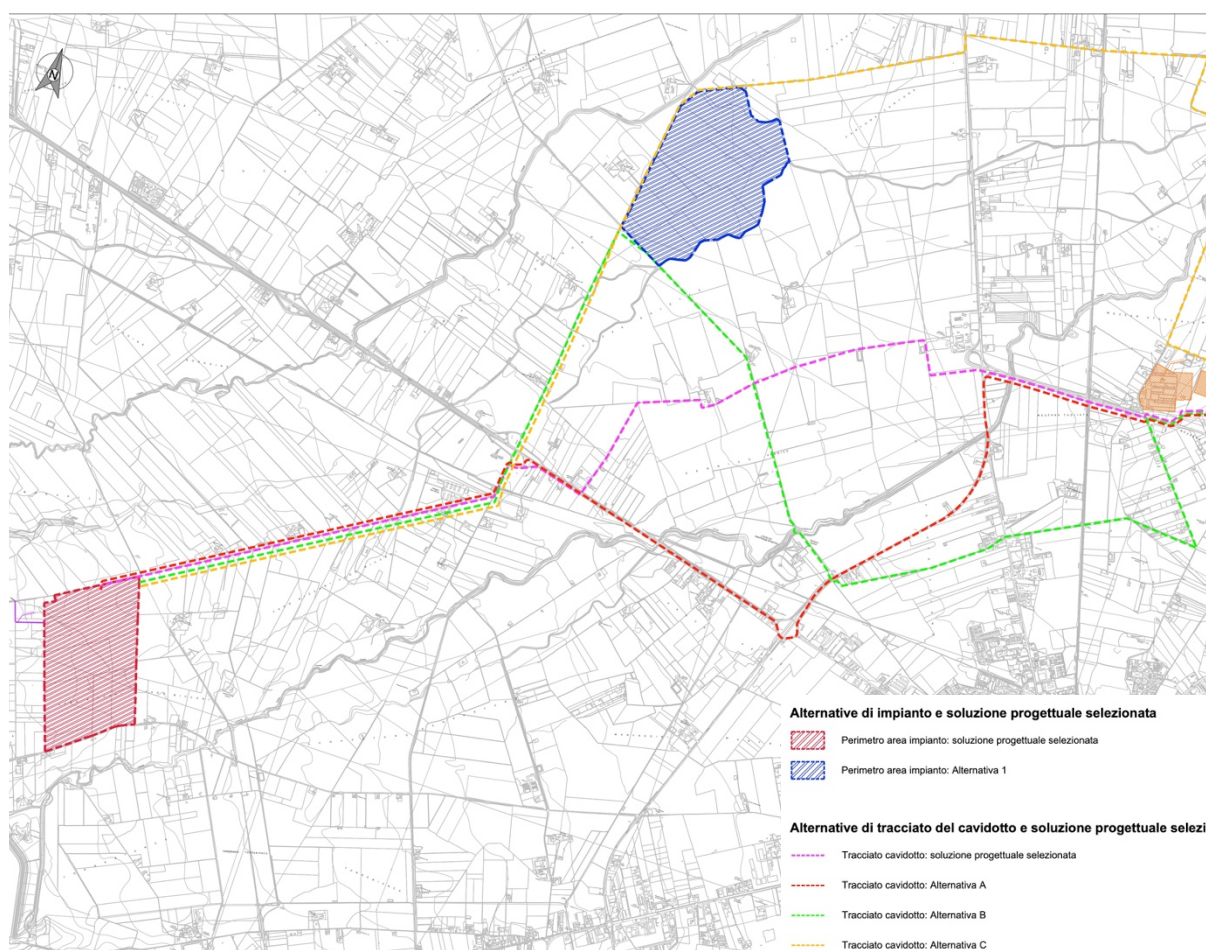 N
Alternative di impianto e soluzione progettuale selezionata
Perimetro area impianto: soluzione progettuale selezionata
Perimetro area impianto: Alternativa 1
Alternative di tracciato del cavidotto e soluzione progettuale selezi
Tracciato cavidotto: soluzione progettuale selezionata
Tracciato cavidotto: Alternativa A
Tracciato cavidotto: Alternativa B
Tracciato cavidotto: Alternativa C